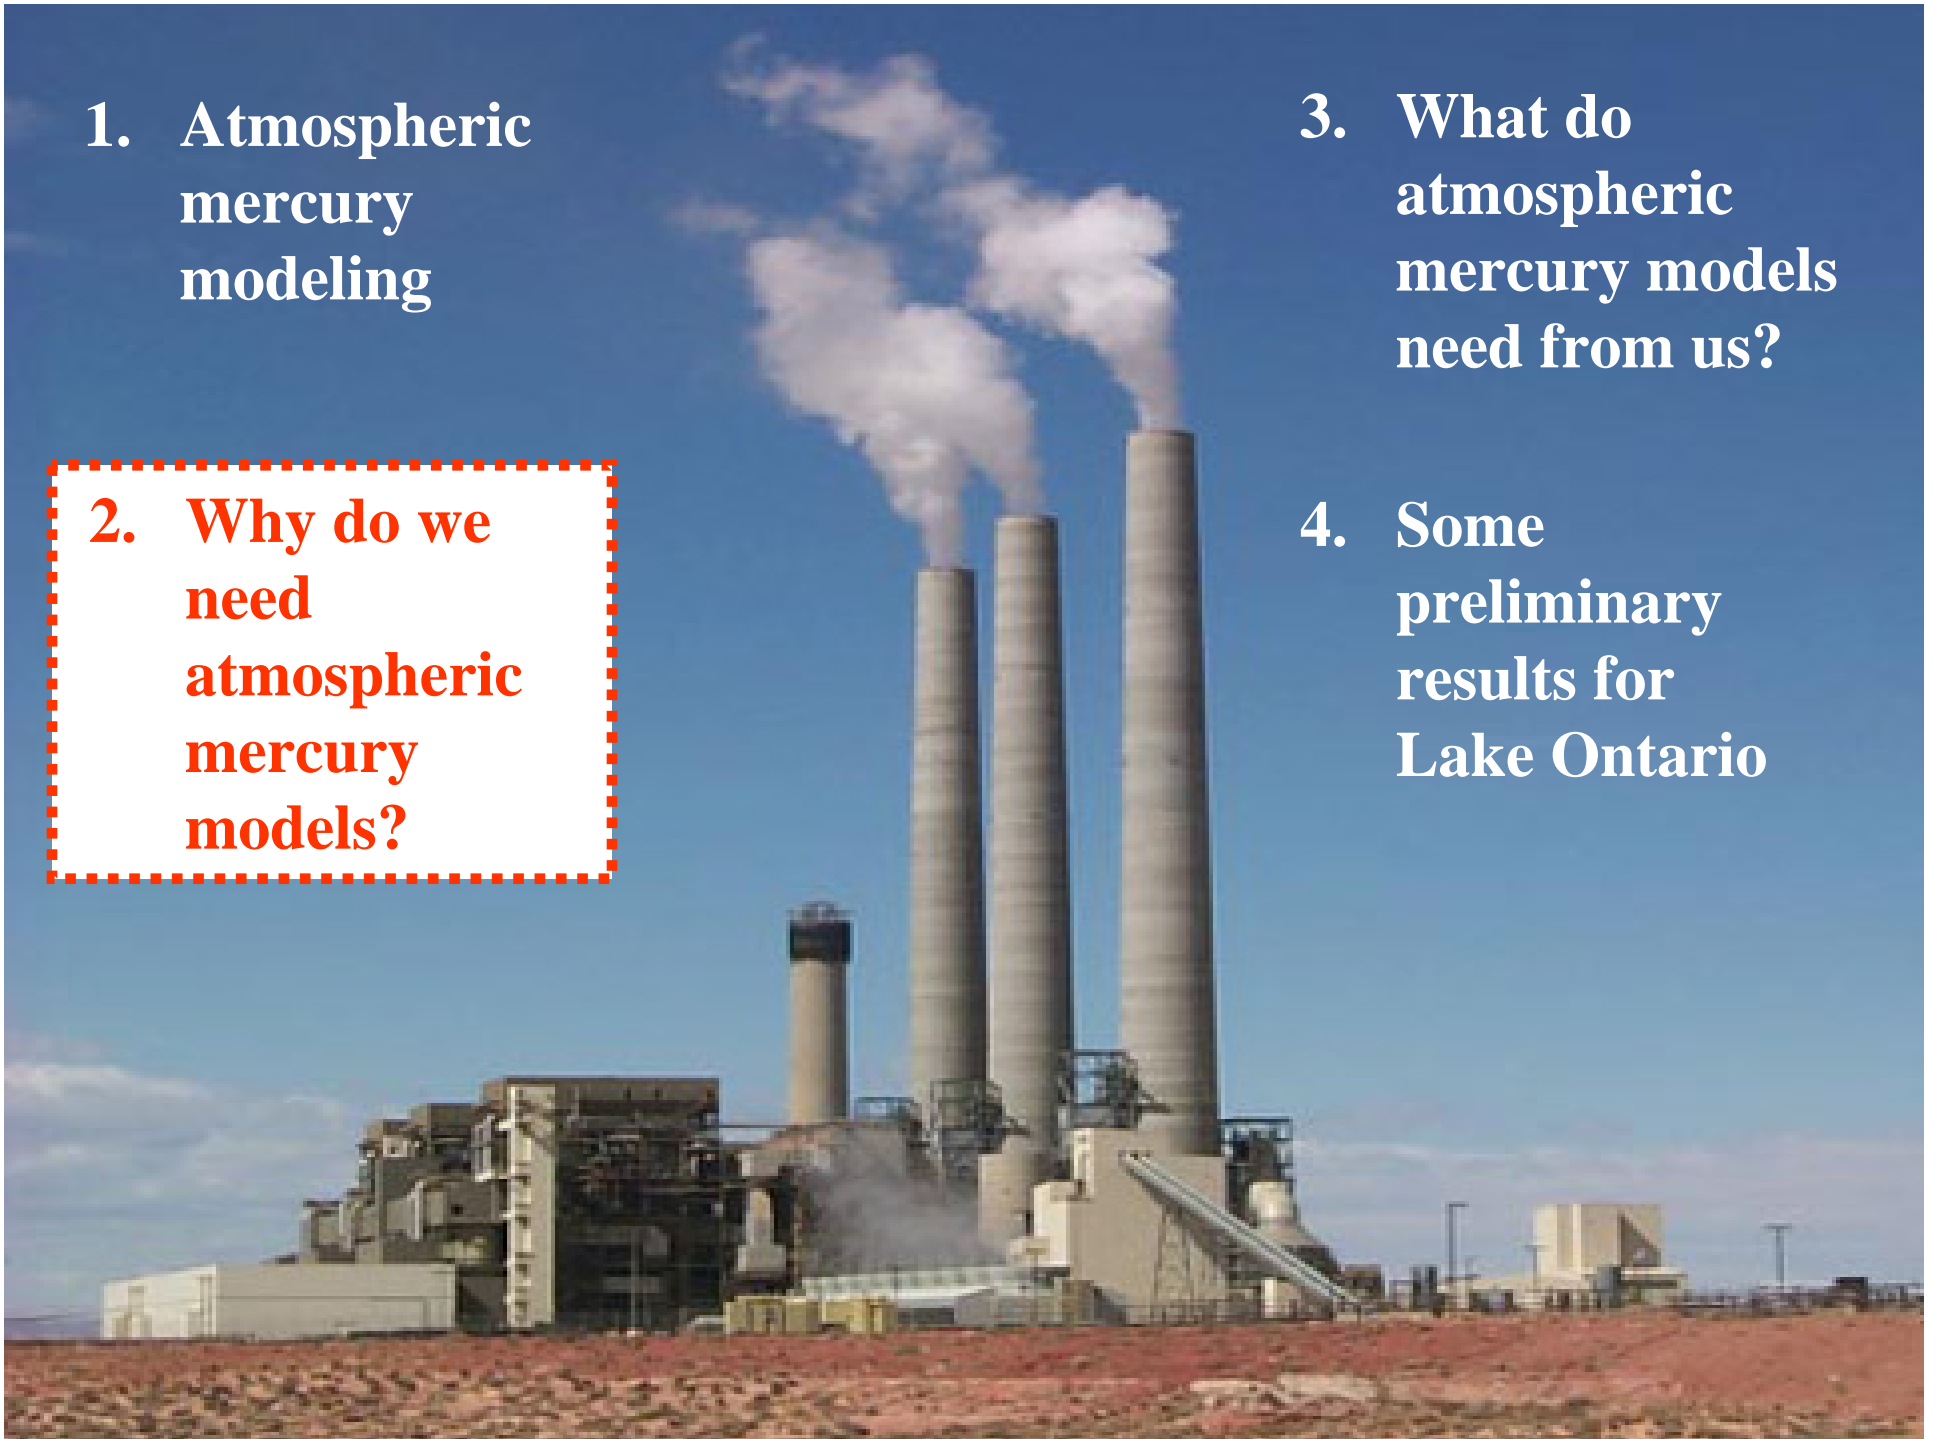 1. Atmospheric
mercury
modeling
2. Why do we
need
atmospheric
mercury
models?
3. What do
atmospheric
mercury models
need from us?
4. Some
preliminary
results for
Lake Ontario